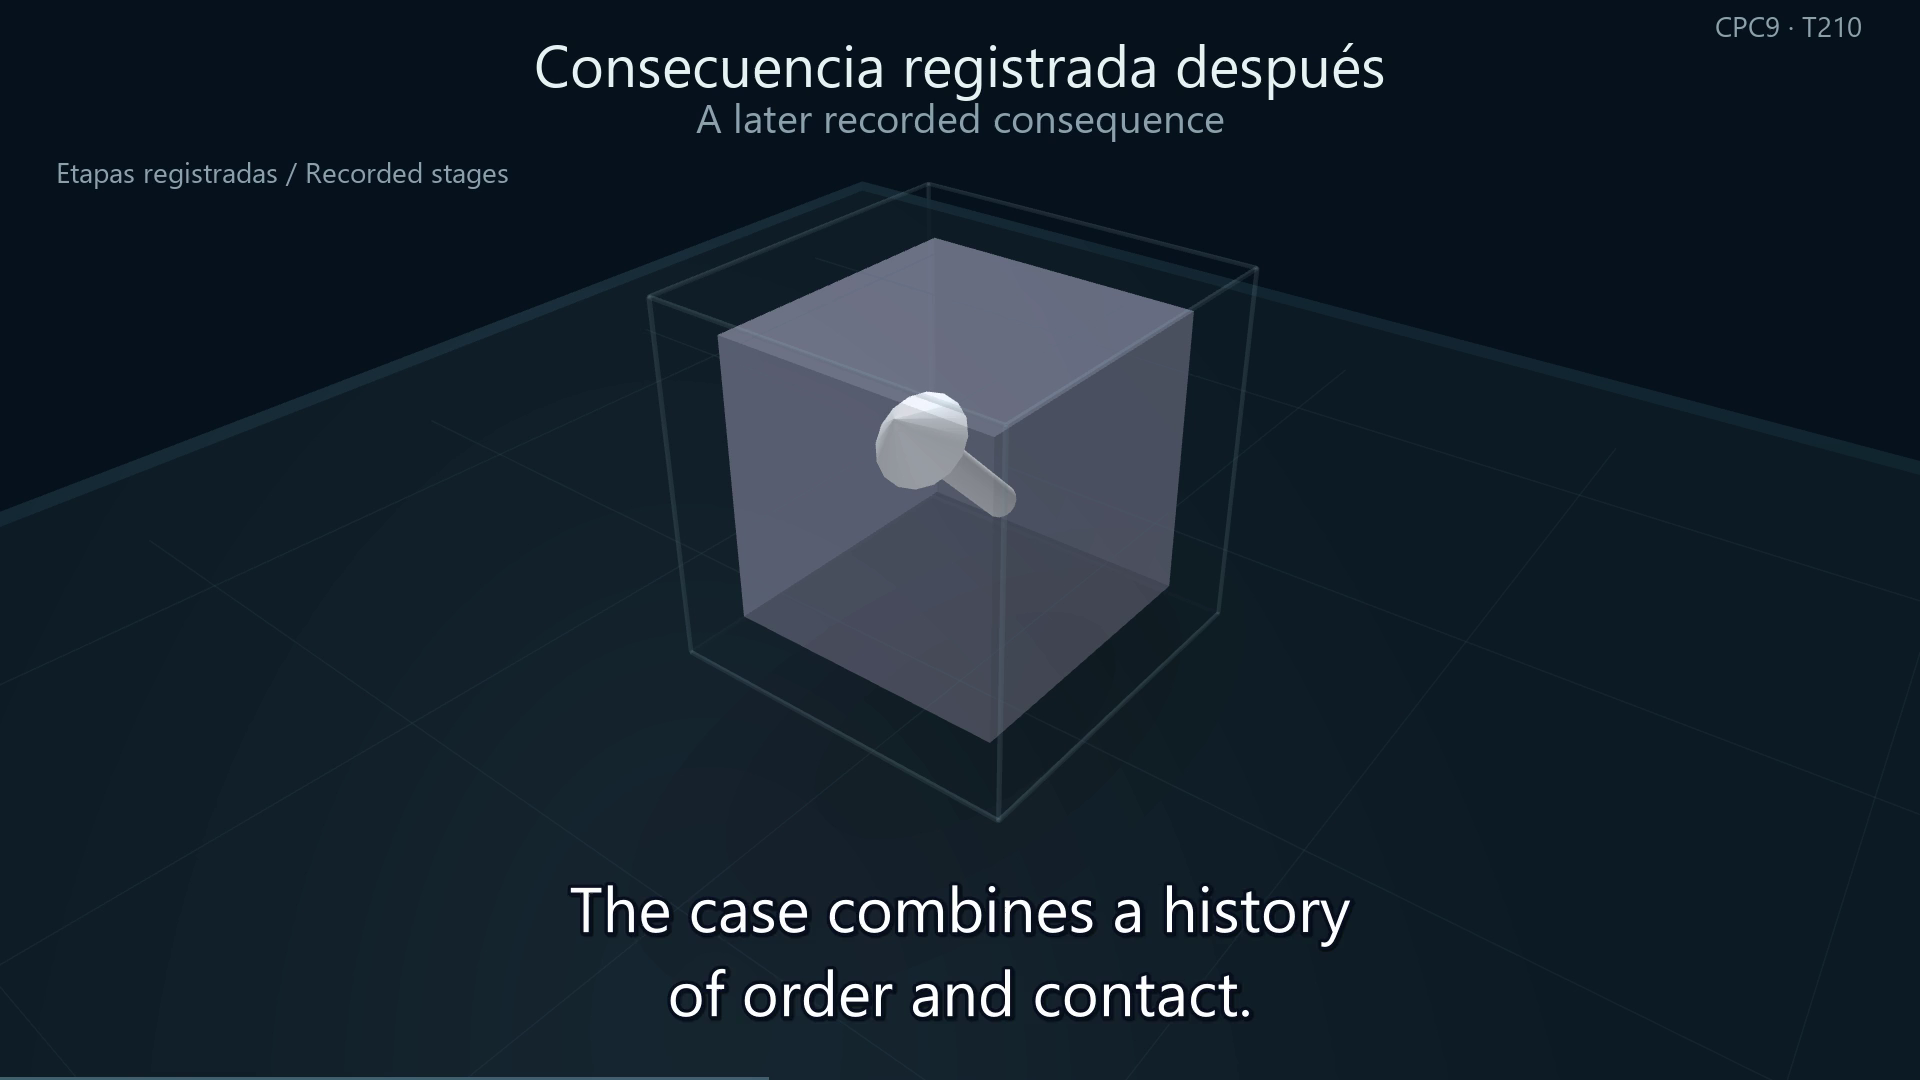 CPC9 · T210
Consecuencia registrada después
A later recorded consequence
Etapas registradas / Recorded stages
The case combines a history
of order and contact.